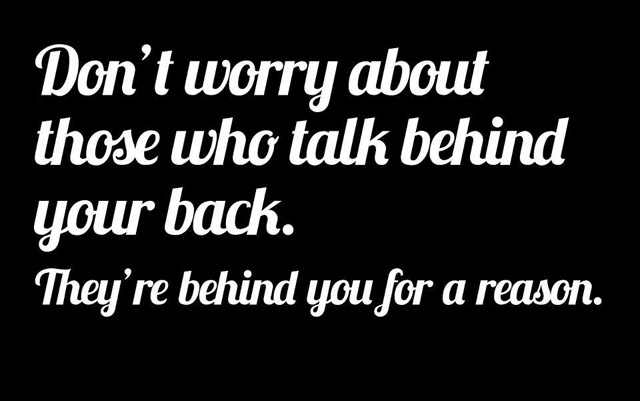 Don’t worry about
those who talk behind
your back.
They’re behind you for a reason.